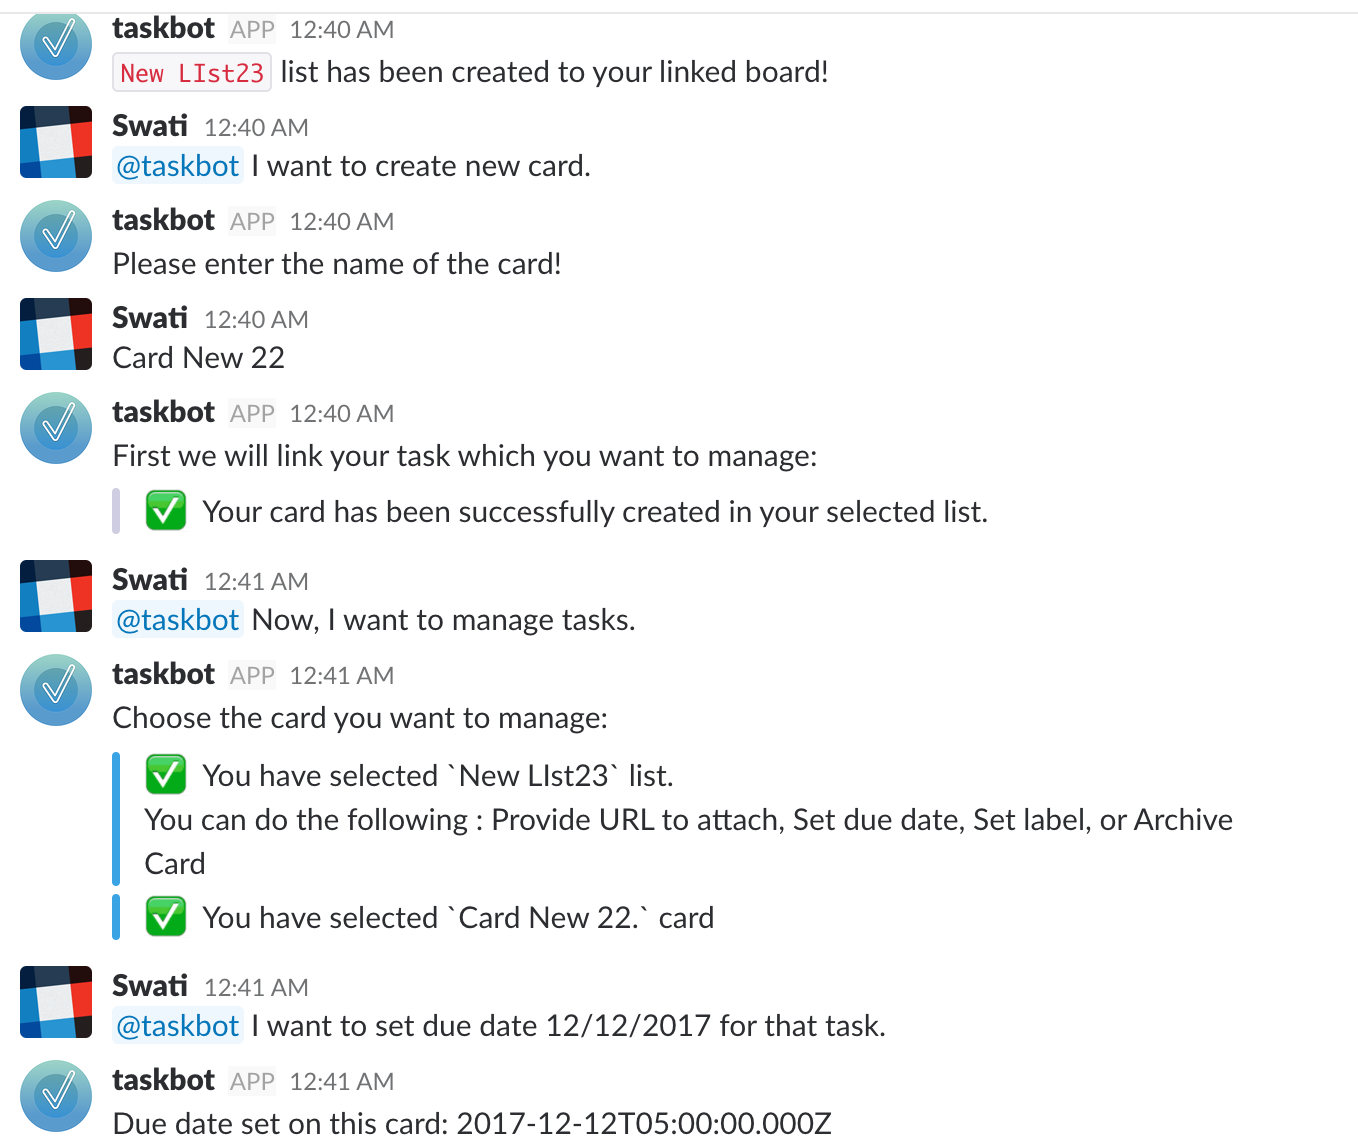 taskbot APP 12:40 AM
New LIst23 list has been created to your linked board!
Swati 12:40 AM
@taskbot I want to create new card.
taskbot APP 12:40 AM
Please enter the name of the card!
Swati 12:40 AM
Card New 22
taskbot APP 12:40 AM
First we will link your task which you want to manage:
Your card has been successfully created in your selected list.
Swati 12:41 AM
@taskbot Now, I want to manage tasks.
taskbot APP 12:41 AM
Choose the card you want to manage:
You have selected `New LIst23` list.
You can do the following : Provide URL to attach, Set due date, Set label, or Archive
Card
You have selected `Card New 22.` card
Swati 12:41 AM
@taskbot I want to set due date 12/12/2017 for that task.
taskbot APP 12:41 AM
Due date set on this card: 2017-12-12T05:00:00.000Z